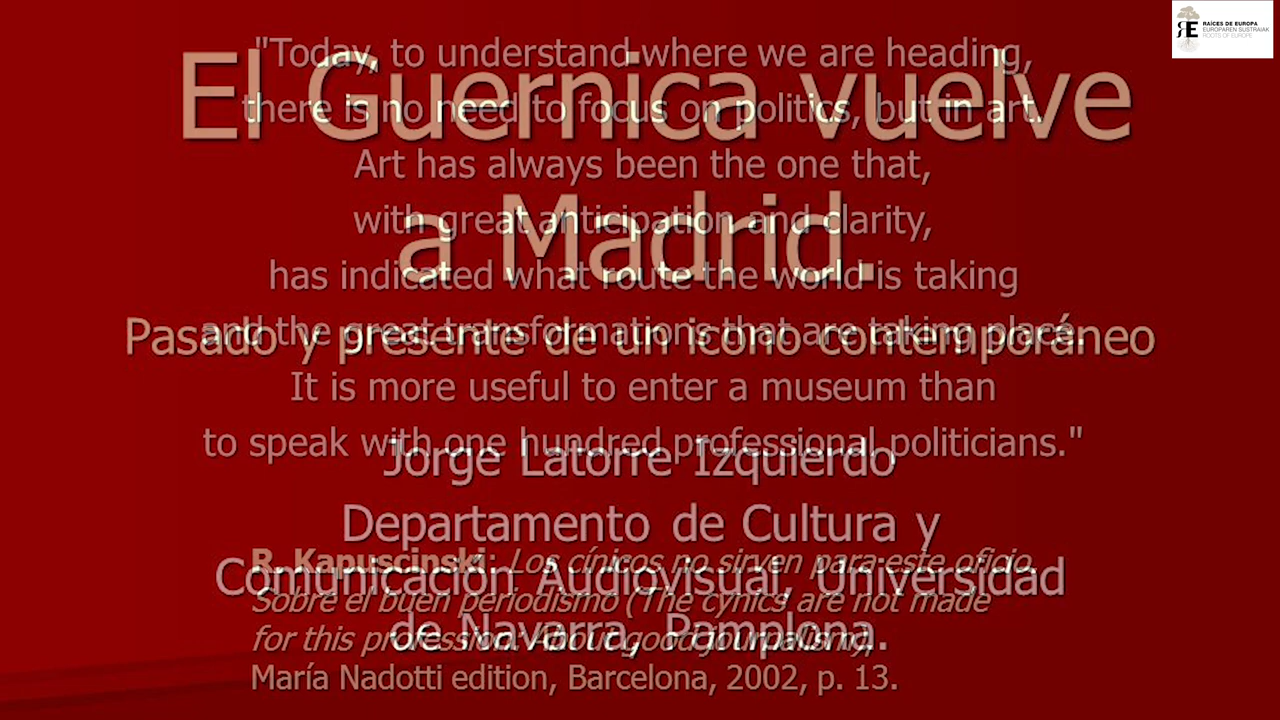 RAÍCES DE EUROPA
EUROPAREN SUSTRAIAK
ROOTS OF EUROPE
El Guernica vuelve
a Madrid.
Pasado y presente de un icono contemporáneo
Jorge Latorre Izquierdo
Departamento de Cultura y
Comunicación Audiovisual, Universidad
de Navarra, Pamplona.
"Today, to understand where we are heading,
there is no need to focus on politics, but in art.
Art has always been the one that,
with great anticipation and clarity,
has indicated what route the world is taking
and the great transformations that are taking place.
It is more useful to enter a museum than
to speak with one hundred professional politicians."
R. Kapuscinski: Los cínicos no sirven para este oficio.
Sobre el buen periodismo (The cynics are not made
for this profession: About good journalism),
María Nadotti edition, Barcelona, 2002, p. 13.